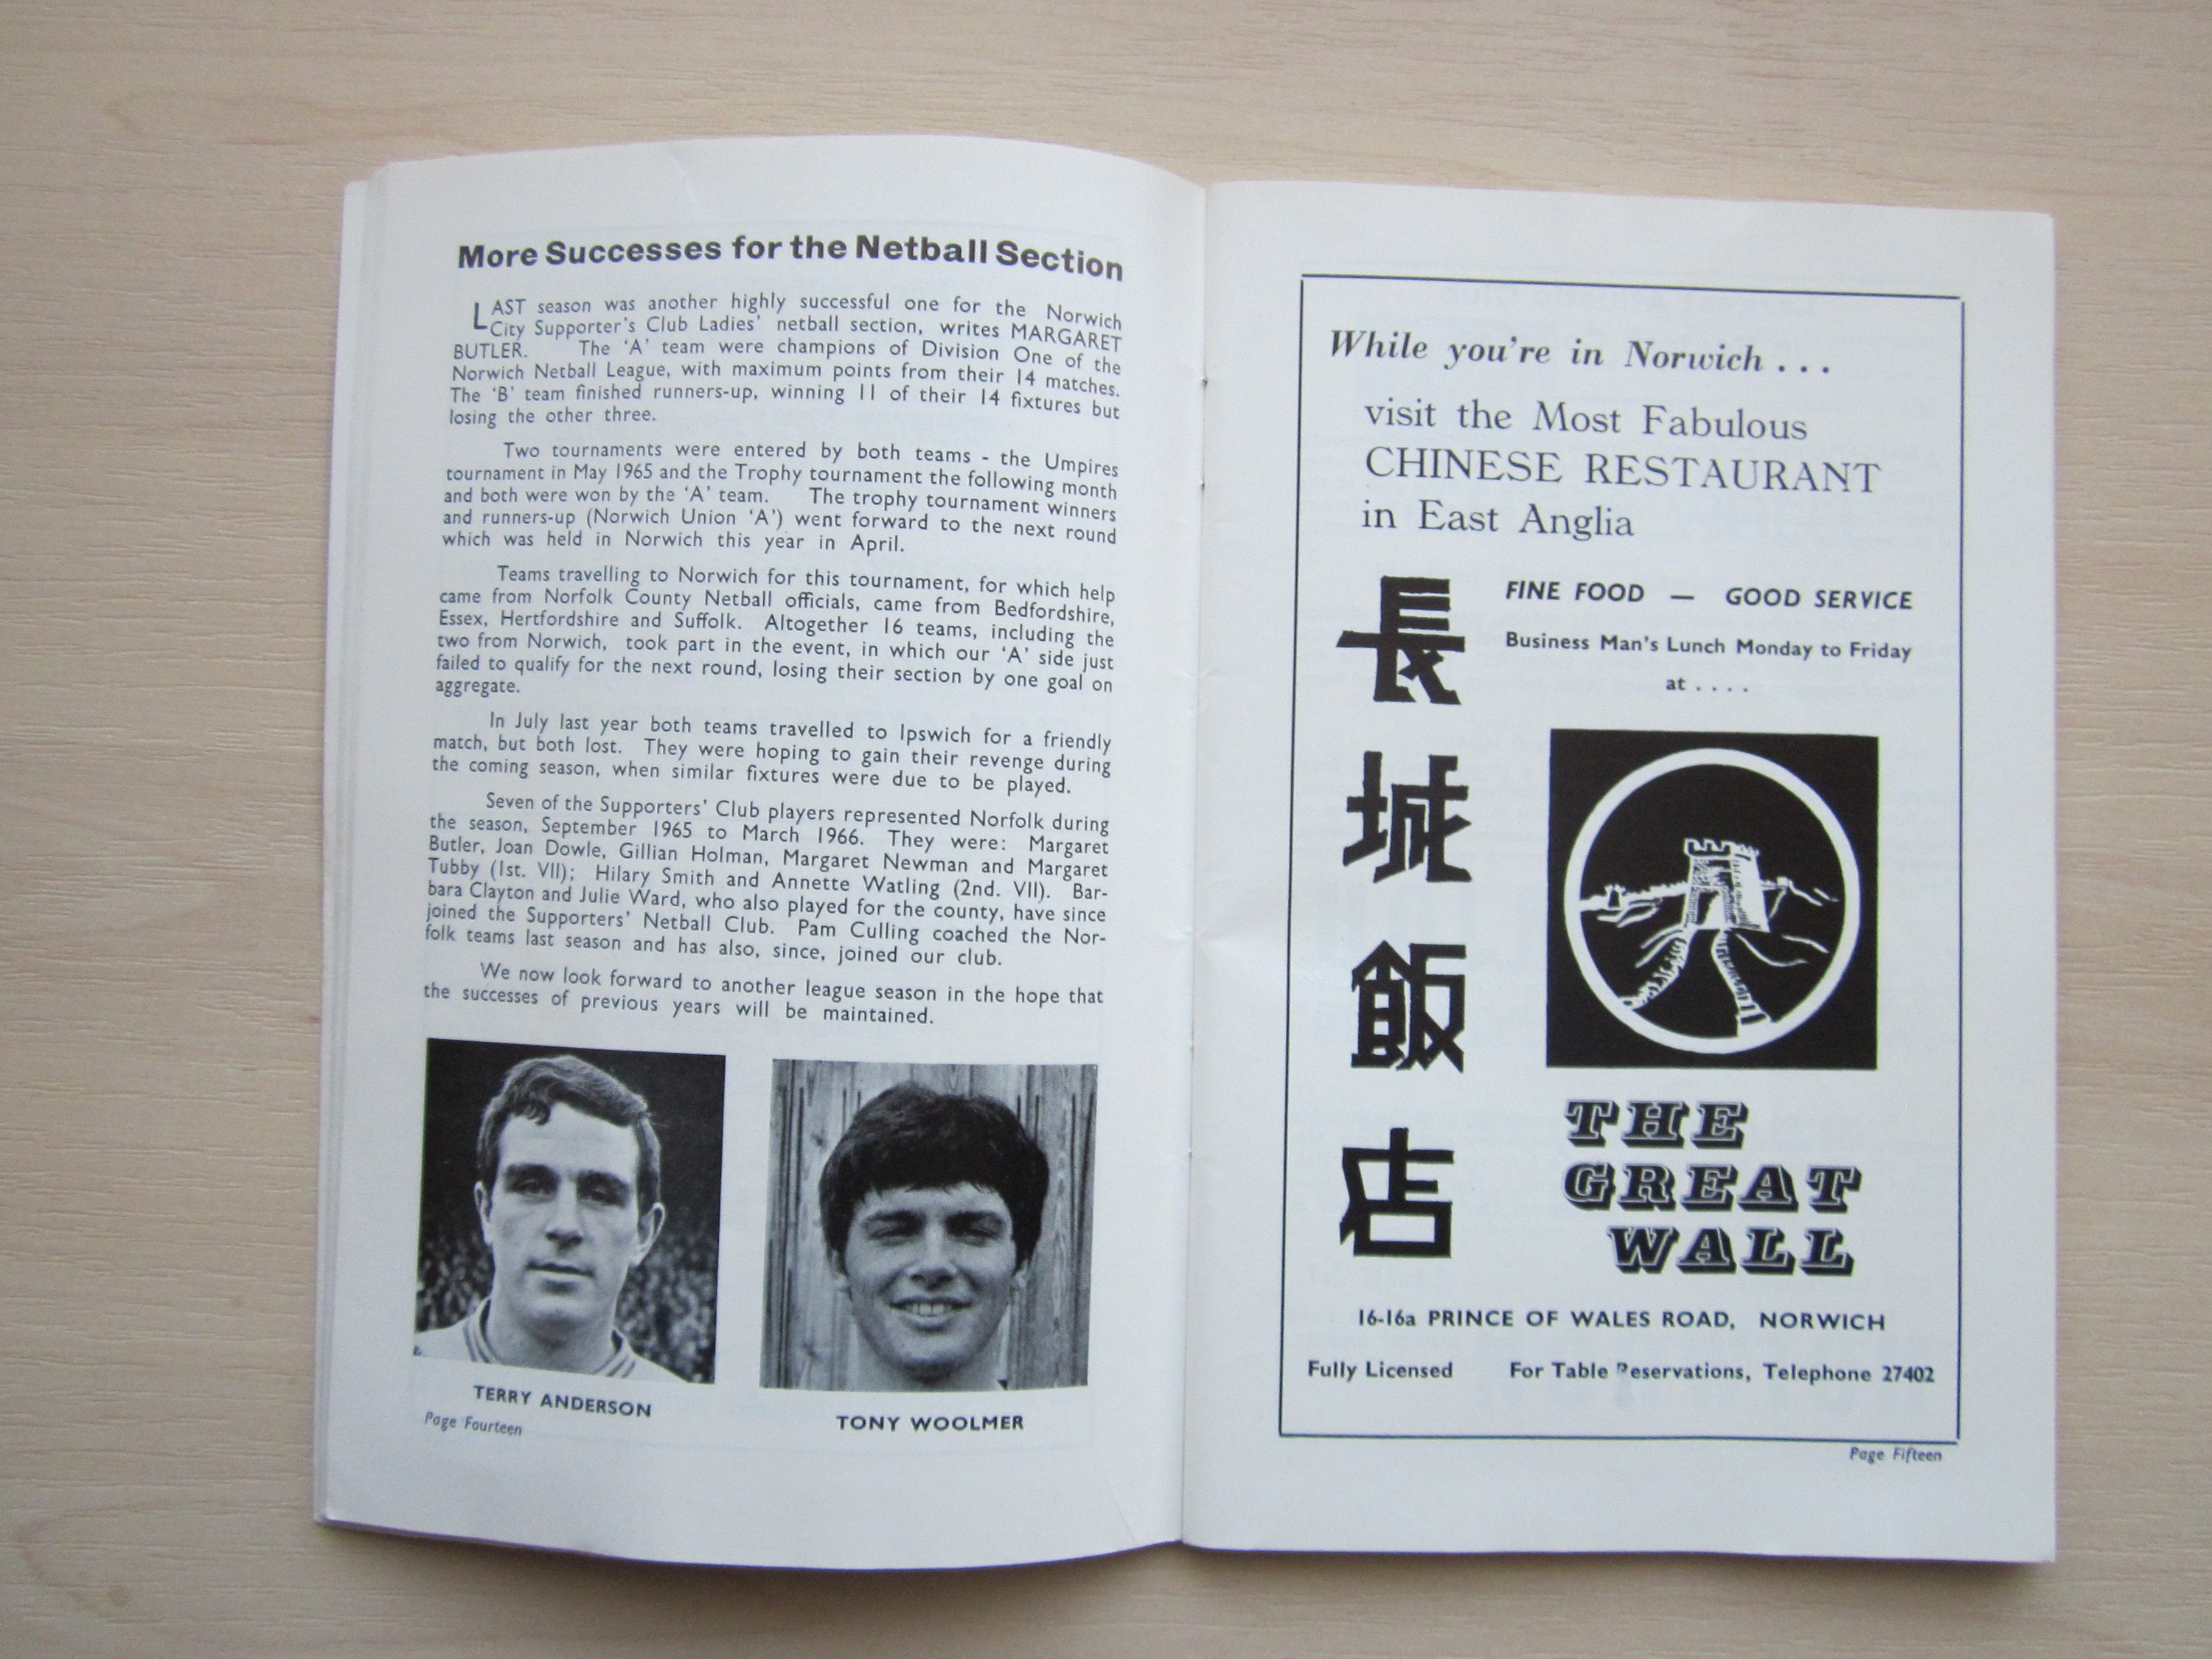 More Successes for the Netball Section
LAST season was another highly successful one for the Norwich
City Supporter's Club Ladies' netball section, writes MARGARET
BUTLER. The 'A' team were champions of Division One of the
Norwich Netball League, with maximum points from their 14 matches.
The 'B' team finished runners-up, winning 11 of their 14 fixtures but
losing the other three.
Two tournaments were entered by both teams - the Umpires
tournament in May 1965 and the Trophy tournament the following month
and both were won by the 'A' team. The trophy tournament winners
and runners-up (Norwich Union 'A') went forward to the next round
which was held in Norwich this year in April.
Teams travelling to Norwich for this tournament, for which help
came from Norfolk County Netball officials, came from Bedfordshire,
Essex, Hertfordshire and Suffolk. Altogether 16 teams, including the
two from Norwich, took part in the event, in which our 'A' side just
failed to qualify for the next round, losing their section by one goal on
aggregate.
In July last year both teams travelled to Ipswich for a friendly
match, but both lost. They were hoping to gain their revenge during
the coming season, when similar fixtures were due to be played.
Seven of the Supporters' Club players represented Norfolk during
the season, September 1965 to March 1966. They were: Margaret
Butler, Joan Dowle, Gillian Holman, Margaret Newman and Margaret
Tubby (1st. VII); Hilary Smith and Annette Watling (2nd. VII). Bar-
bara Clayton and Julie Ward, who also played for the county, have since
joined the Supporters' Netball Club. Pam Culling coached the Nor-
folk teams last season and has also, since, joined our club.
We now look forward to another league season in the hope that
the successes of previous years will be maintained.
TERRY ANDERSON
TONY WOOLMER
Page Fourteen
While you're in Norwich . . .
visit the Most Fabulous
CHINESE RESTAURANT
in East Anglia
長
城
飯
店
FINE FOOD — GOOD SERVICE
Business Man's Lunch Monday to Friday
at . . . .
THE
GREAT
WALL
16-16a PRINCE OF WALES ROAD, NORWICH
Fully Licensed For Table Reservations, Telephone 27402
Page Fifteen